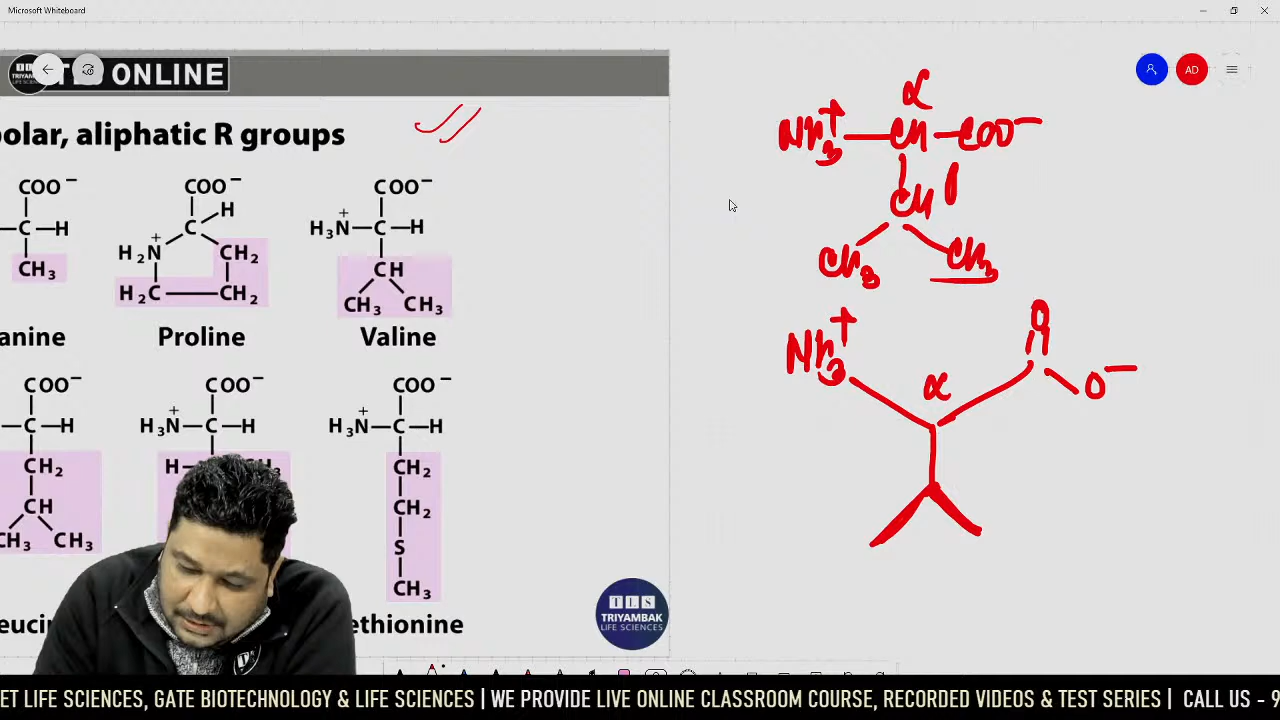 Microsoft Whiteboard
ONLINE
AD
polar, aliphatic R groups
COO⁻
C—H
CH₃
anine
COO⁻
H
C
H₂N⁺
CH₂
H₂C
CH₂
Proline
COO⁻
H₃N⁺—C—H
CH
CH₃ CH₃
Valine
COO⁻
C—H
CH₂
CH
CH₃ CH₃
eucin
COO⁻
H₃N⁺—C—H
H
COO⁻
H₃N⁺—C—H
CH₂
CH₂
S
CH₃
ethionine
α
NH₃⁺—CH—COO⁻
CH β
CH₃ CH₃
NH₃⁺
O
α
O⁻
TLS
TRIYAMBAK
LIFE SCIENCES
ET LIFE SCIENCES, GATE BIOTECHNOLOGY & LIFE SCIENCES | WE PROVIDE LIVE ONLINE CLASSROOM COURSE, RECORDED VIDEOS & TEST SERIES | CALL US - 9